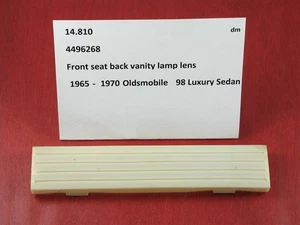 14.810 dm
4496268
Front seat back vanity lamp lens
1965 - 1970 Oldsmobile 98 Luxury Sedan